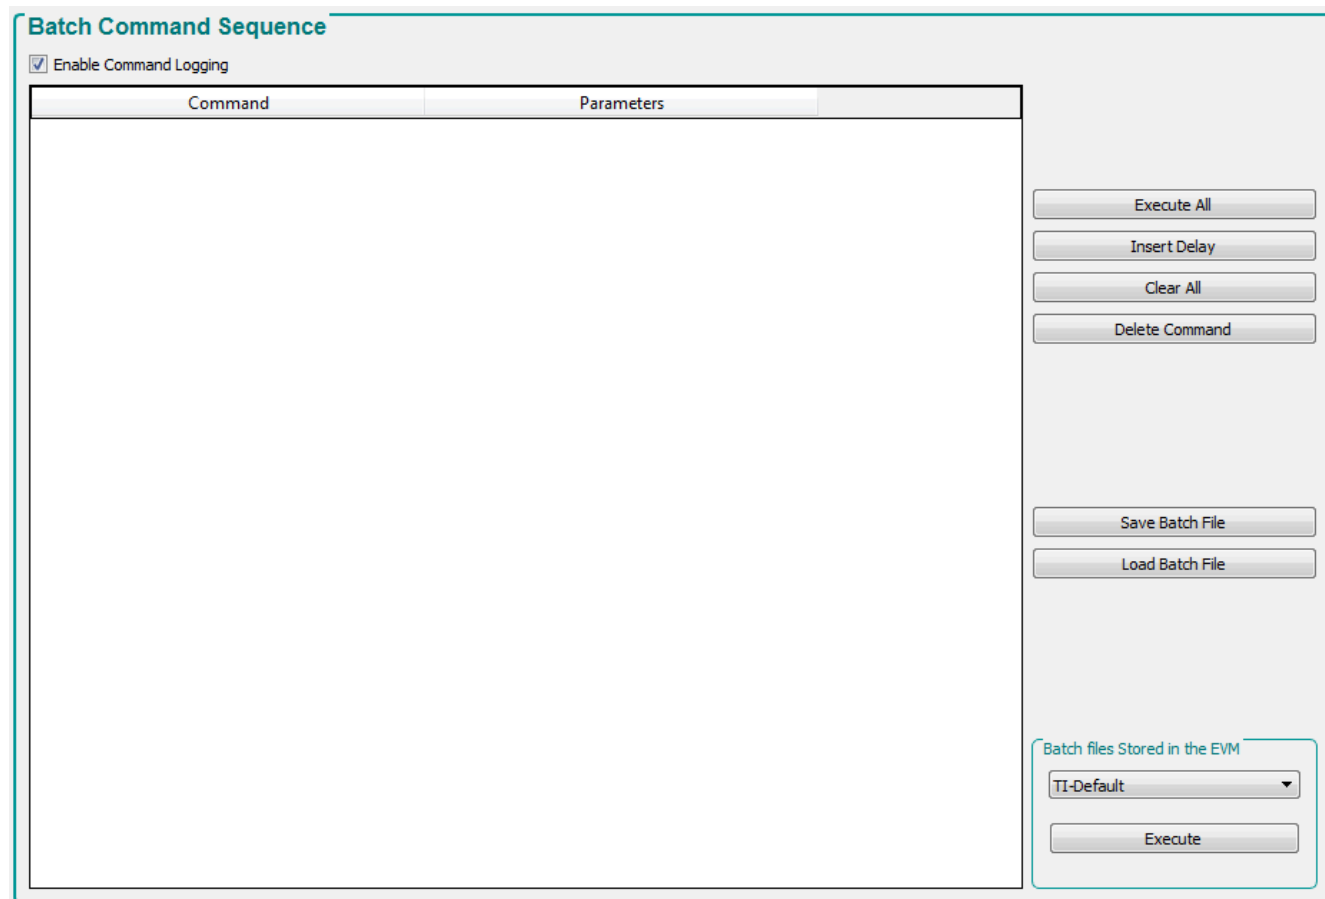 Batch Command Sequence
Enable Command Logging
Command Parameters
Execute All
Insert Delay
Clear All
Delete Command
Save Batch File
Load Batch File
Batch files Stored in the EVM
TI-Default
Execute